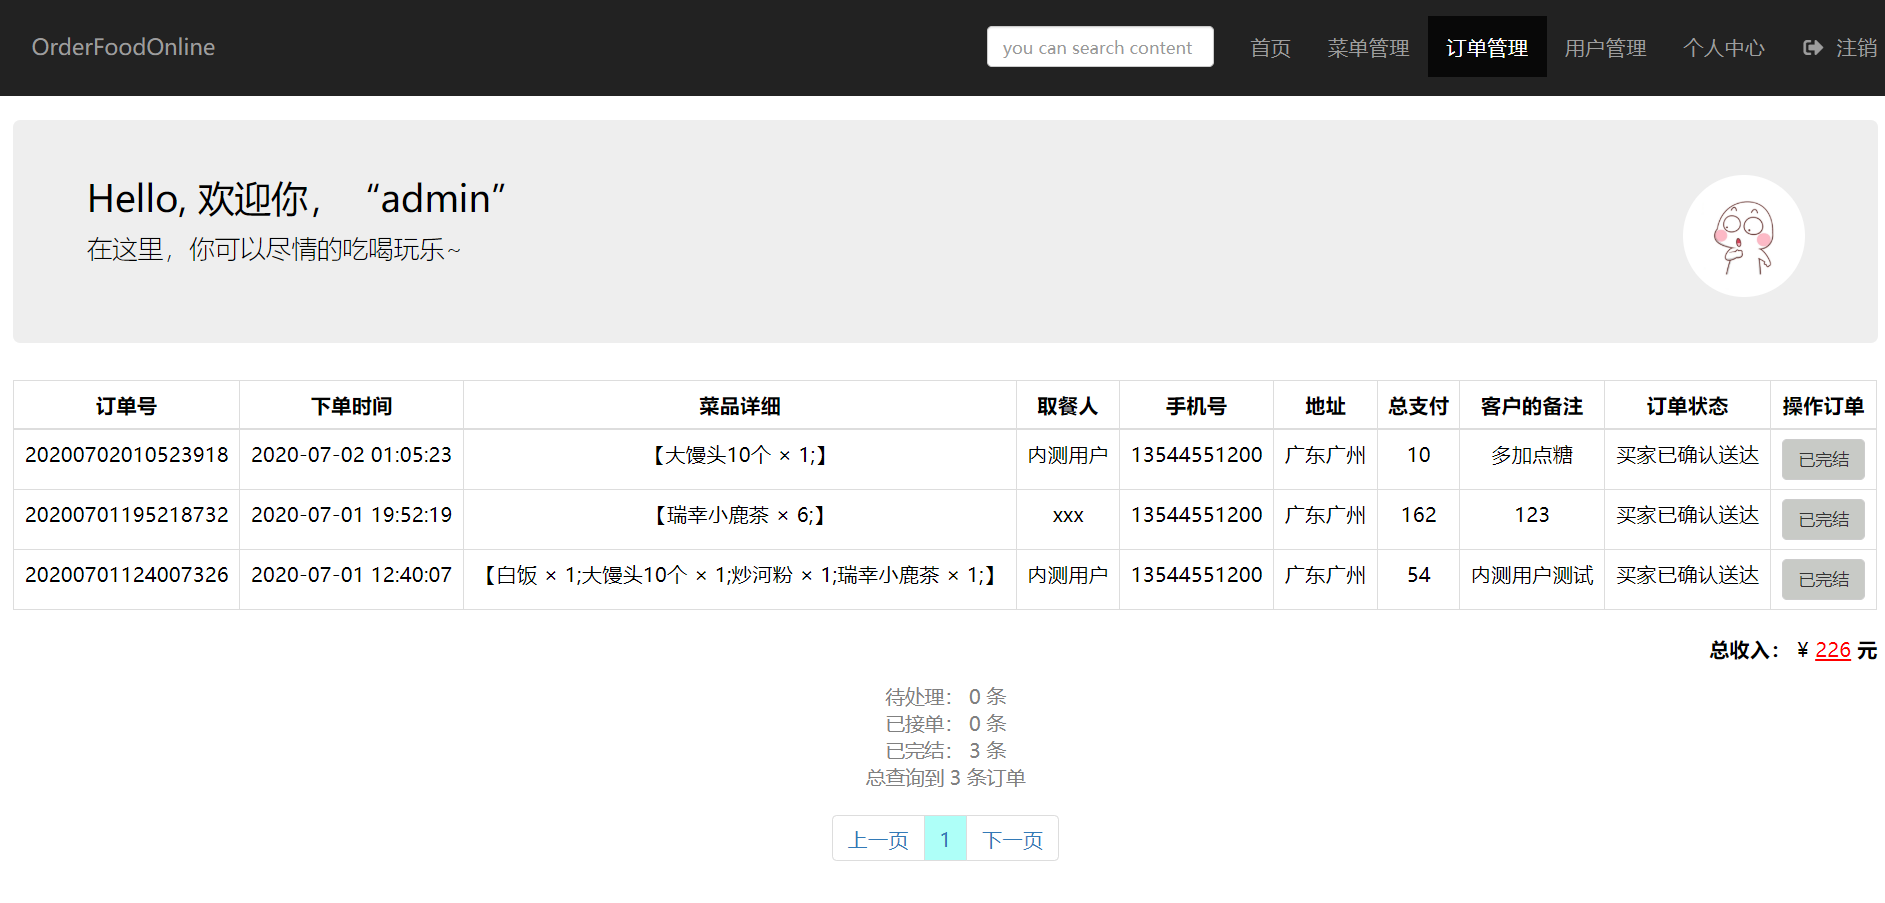 OrderFoodOnline
you can search content
首页 菜单管理 订单管理 用户管理 个人中心 注销
Hello, 欢迎你， “admin”
在这里，你可以尽情的吃喝玩乐~
订单号 下单时间 菜品详细 取餐人 手机号 地址 总支付 客户的备注 订单状态 操作订单
20200702010523918 2020-07-02 01:05:23 【大馒头10个 × 1;】 内测用户 13544551200 广东广州 10 多加点糖 买家已确认送达 已完结
20200701195218732 2020-07-01 19:52:19 【瑞幸小鹿茶 × 6;】 xxx 13544551200 广东广州 162 123 买家已确认送达 已完结
20200701124007326 2020-07-01 12:40:07 【白饭 × 1;大馒头10个 × 1;炒河粉 × 1;瑞幸小鹿茶 × 1;】 内测用户 13544551200 广东广州 54 内测用户测试 买家已确认送达 已完结
总收入： ¥ 226 元
待处理： 0 条
已接单： 0 条
已完结： 3 条
总查询到 3 条订单
上一页 1 下一页